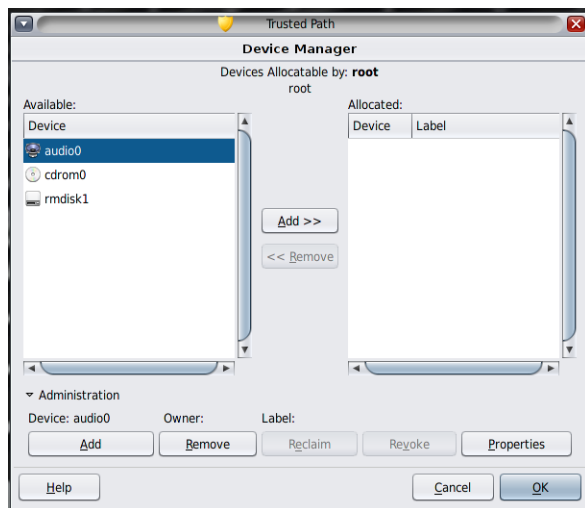 Trusted Path
Device Manager
Devices Allocatable by: root
root
Available:
Device
audio0
cdrom0
rmdisk1
Add >>
<< Remove
Allocated:
Device Label
Administration
Device: audio0 Owner: Label:
Add Remove Reclaim Revoke Properties
Help Cancel OK